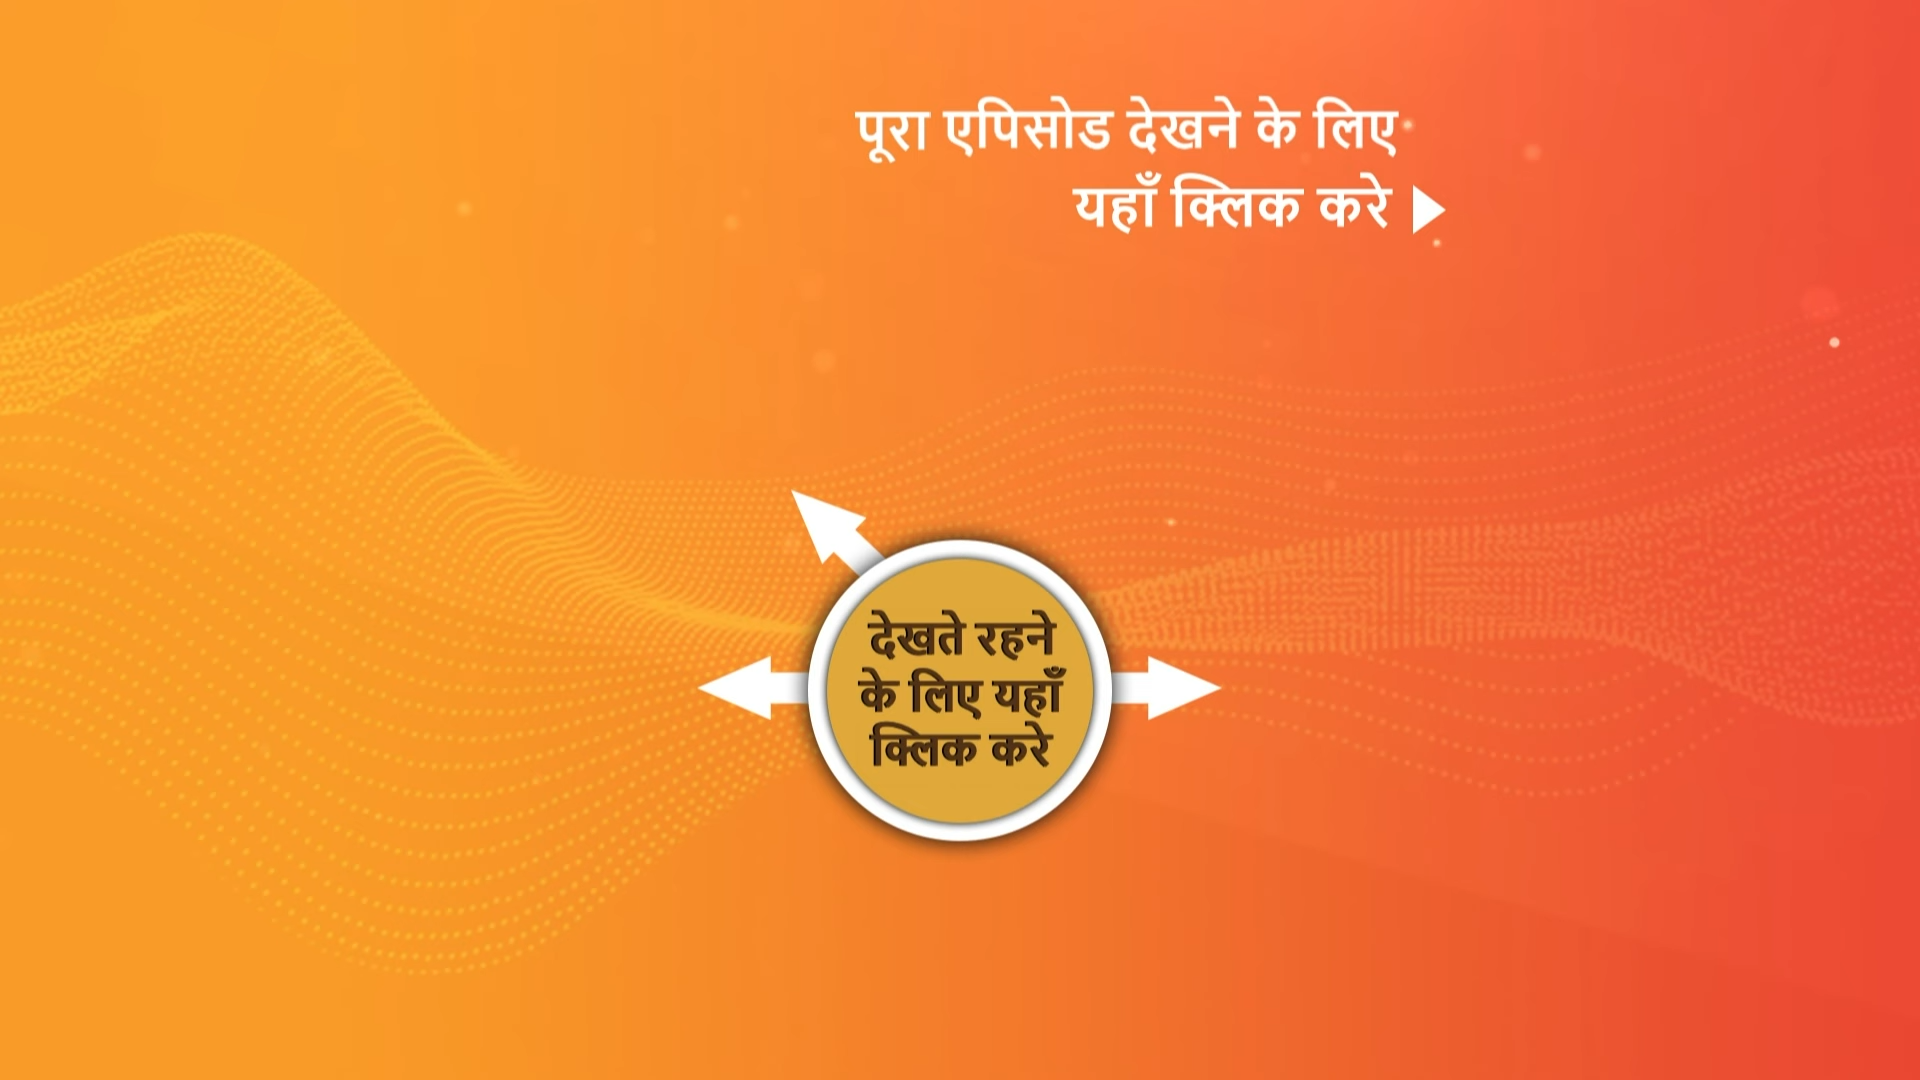 पूरा एपिसोड देखने के लिए
यहाँ क्लिक करे
देखते रहने
के लिए यहाँ
क्लिक करे